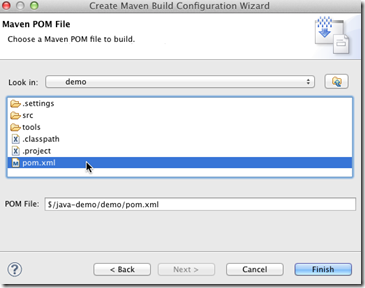 Create Maven Build Configuration Wizard
Maven POM File
Choose a Maven POM file to build.
Look in: demo
.settings
src
tools
.classpath
.project
pom.xml
POM File: $/java-demo/demo/pom.xml
? < Back Next > Cancel Finish